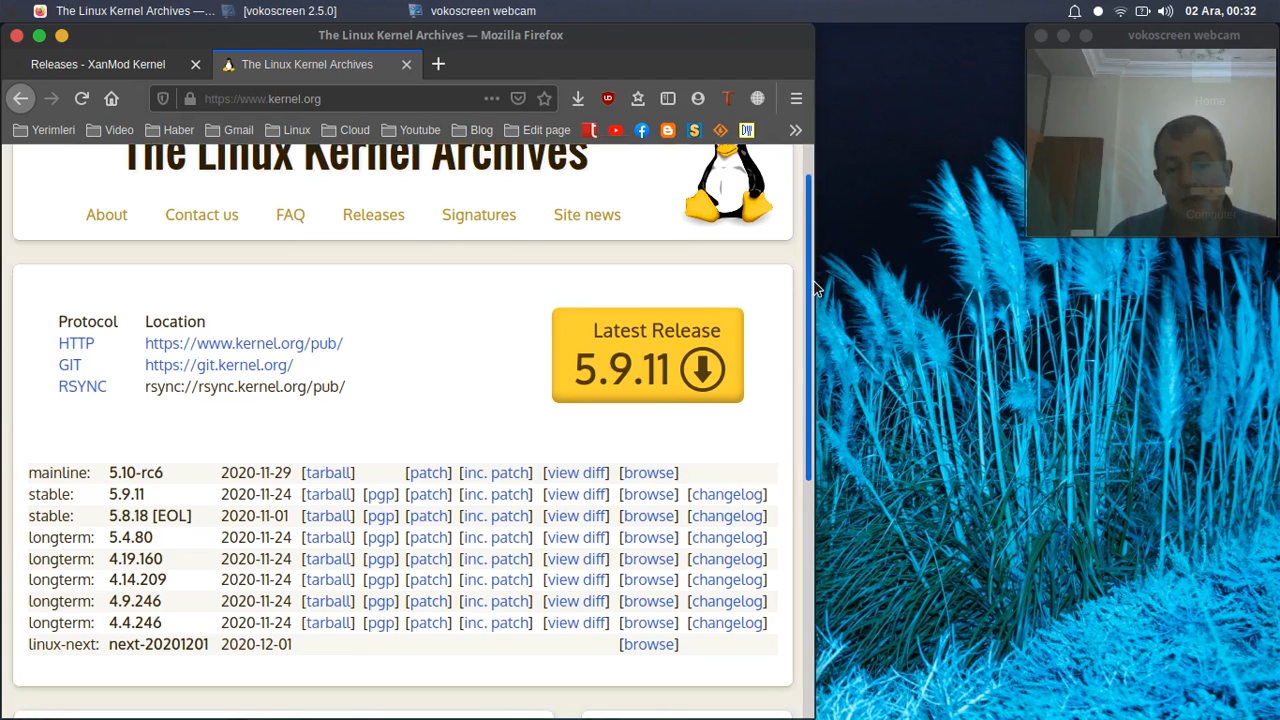 The Linux Kernel Archives —... [vokoscreen 2.5.0] vokoscreen webcam 02 Ara, 00:32
The Linux Kernel Archives — Mozilla Firefox
vokoscreen webcam
Releases - XanMod Kernel The Linux Kernel Archives
https://www.kernel.org
Yerimleri Video Haber Gmail Linux Cloud Youtube Blog Edit page
Home
Computer
The Linux Kernel Archives
About Contact us FAQ Releases Signatures Site news
Protocol Location
HTTP https://www.kernel.org/pub/
GIT https://git.kernel.org/
RSYNC rsync://rsync.kernel.org/pub/
Latest Release
5.9.11
mainline: 5.10-rc6 2020-11-29 [tarball] [patch] [inc. patch] [view diff] [browse]
stable: 5.9.11 2020-11-24 [tarball] [pgp] [patch] [inc. patch] [view diff] [browse] [changelog]
stable: 5.8.18 [EOL] 2020-11-01 [tarball] [pgp] [patch] [inc. patch] [view diff] [browse] [changelog]
longterm: 5.4.80 2020-11-24 [tarball] [pgp] [patch] [inc. patch] [view diff] [browse] [changelog]
longterm: 4.19.160 2020-11-24 [tarball] [pgp] [patch] [inc. patch] [view diff] [browse] [changelog]
longterm: 4.14.209 2020-11-24 [tarball] [pgp] [patch] [inc. patch] [view diff] [browse] [changelog]
longterm: 4.9.246 2020-11-24 [tarball] [pgp] [patch] [inc. patch] [view diff] [browse] [changelog]
longterm: 4.4.246 2020-11-24 [tarball] [pgp] [patch] [inc. patch] [view diff] [browse] [changelog]
linux-next: next-20201201 2020-12-01 [browse]